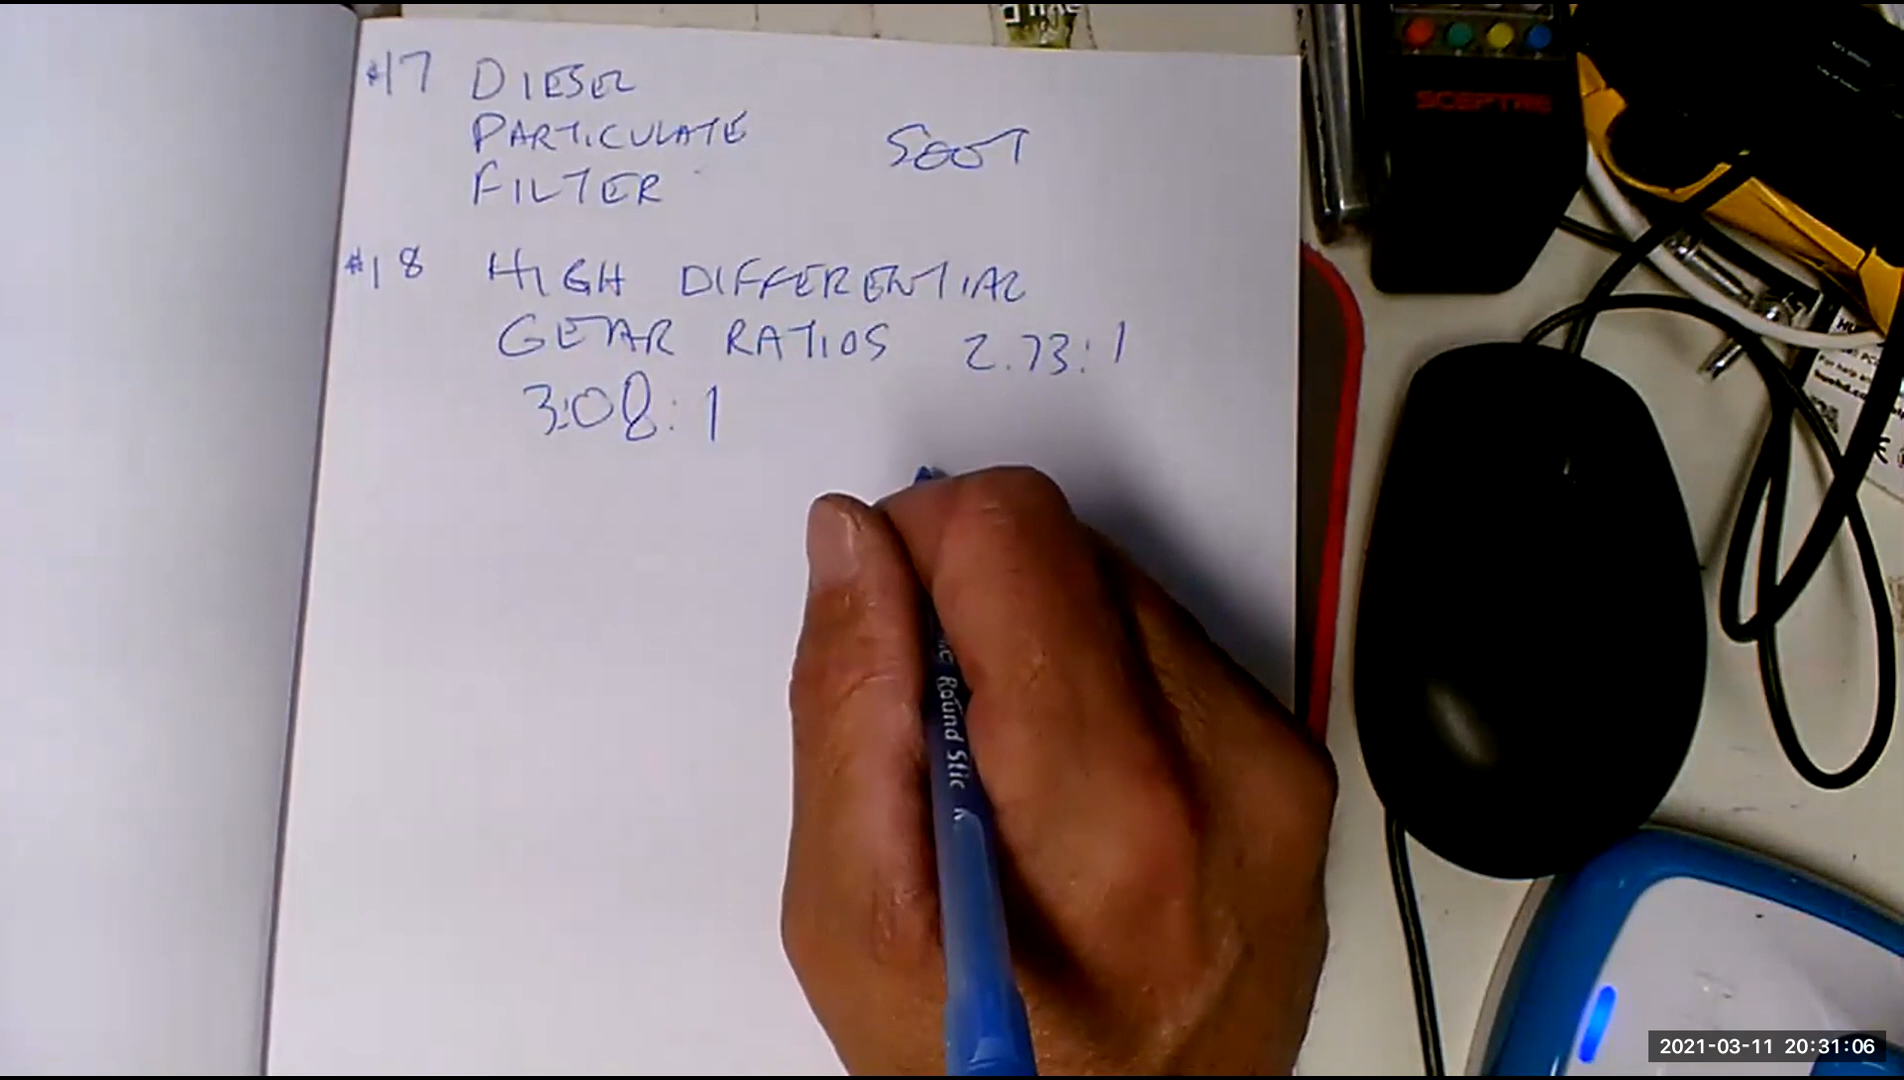 #17 DIESEL
PARTICULATE
FILTER
SOOT
#18 HIGH DIFFERENTIAL
GEAR RATIOS 2.73:1
3:08:1
SCEPTRE
Round Stic
2021-03-11 20:31:06